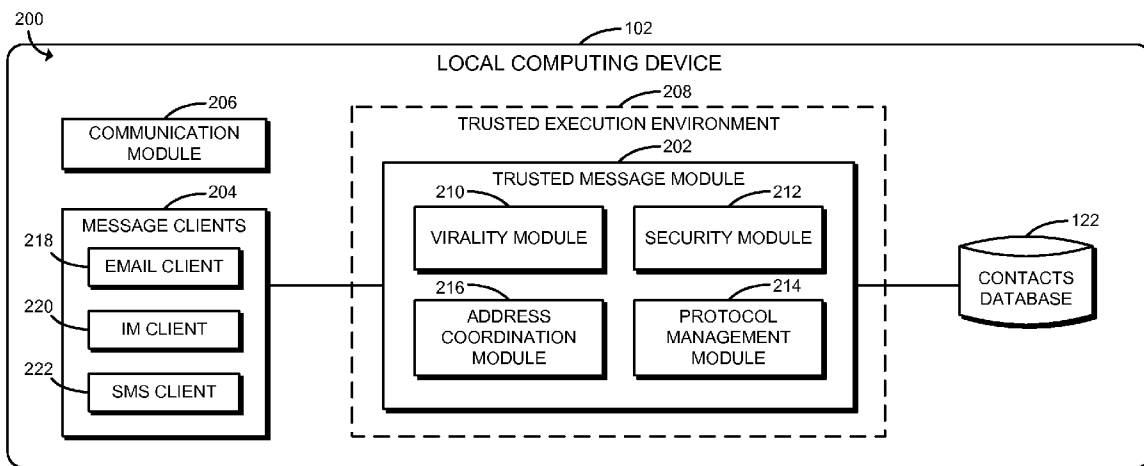 200
102
LOCAL COMPUTING DEVICE
206
COMMUNICATION
MODULE
208
TRUSTED EXECUTION ENVIRONMENT
204
MESSAGE CLIENTS
218
EMAIL CLIENT
220
IM CLIENT
222
SMS CLIENT
202
TRUSTED MESSAGE MODULE
210
VIRALITY MODULE
212
SECURITY MODULE
216
ADDRESS
COORDINATION
MODULE
214
PROTOCOL
MANAGEMENT
MODULE
122
CONTACTS
DATABASE